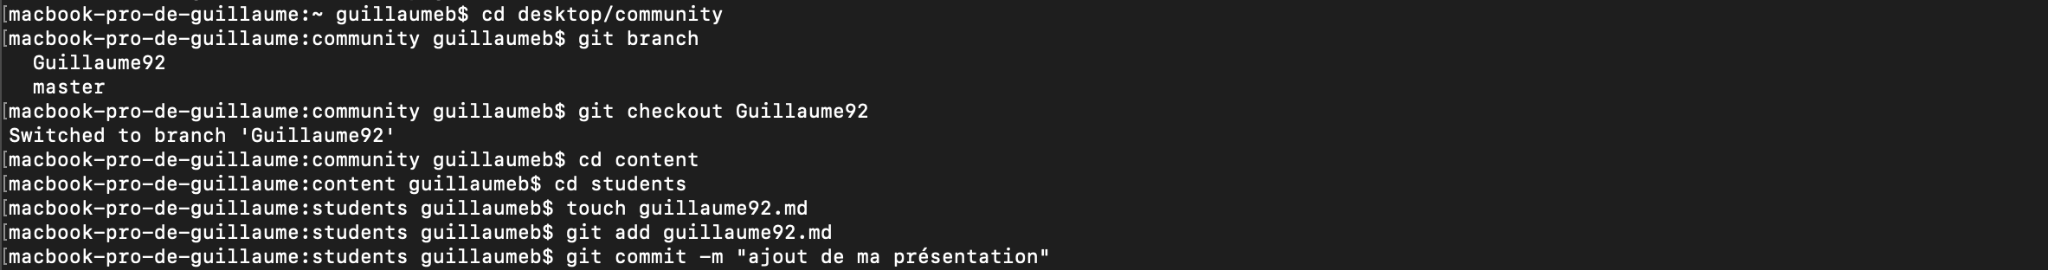 [macbook-pro-de-guillaume:~ guillaumeb$ cd desktop/community
[macbook-pro-de-guillaume:community guillaumeb$ git branch
  Guillaume92
  master
[macbook-pro-de-guillaume:community guillaumeb$ git checkout Guillaume92
Switched to branch 'Guillaume92'
[macbook-pro-de-guillaume:community guillaumeb$ cd content
[macbook-pro-de-guillaume:content guillaumeb$ cd students
[macbook-pro-de-guillaume:students guillaumeb$ touch guillaume92.md
[macbook-pro-de-guillaume:students guillaumeb$ git add guillaume92.md
[macbook-pro-de-guillaume:students guillaumeb$ git commit -m "ajout de ma présentation"